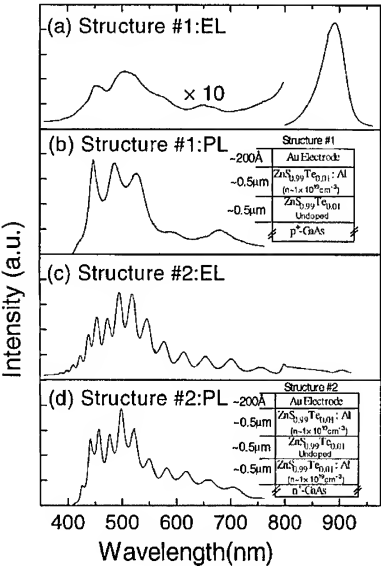 (a) Structure #1:EL
× 10
(b) Structure #1:PL
Structure #1
~200Å Au Electrode
~0.5μm ZnS0.99Te0.01 : Al
(n~1× 10¹⁹cm⁻³)
~0.5μm ZnS0.99Te0.01
Undoped
p⁺-GaAs
(c) Structure #2:EL
Structure #2
(d) Structure #2:PL
~200Å Au Electrode
~0.5μm ZnS0.99Te0.01 : Al
(n~1× 10¹⁹cm⁻³)
~0.5μm ZnS0.99Te0.01
Undoped
~0.5μm ZnS0.99Te0.01 : Al
(n~1× 10¹⁹cm⁻³)
n⁺-GaAs
Intensity (a.u.)
400 500 600 700 800 900
Wavelength(nm)